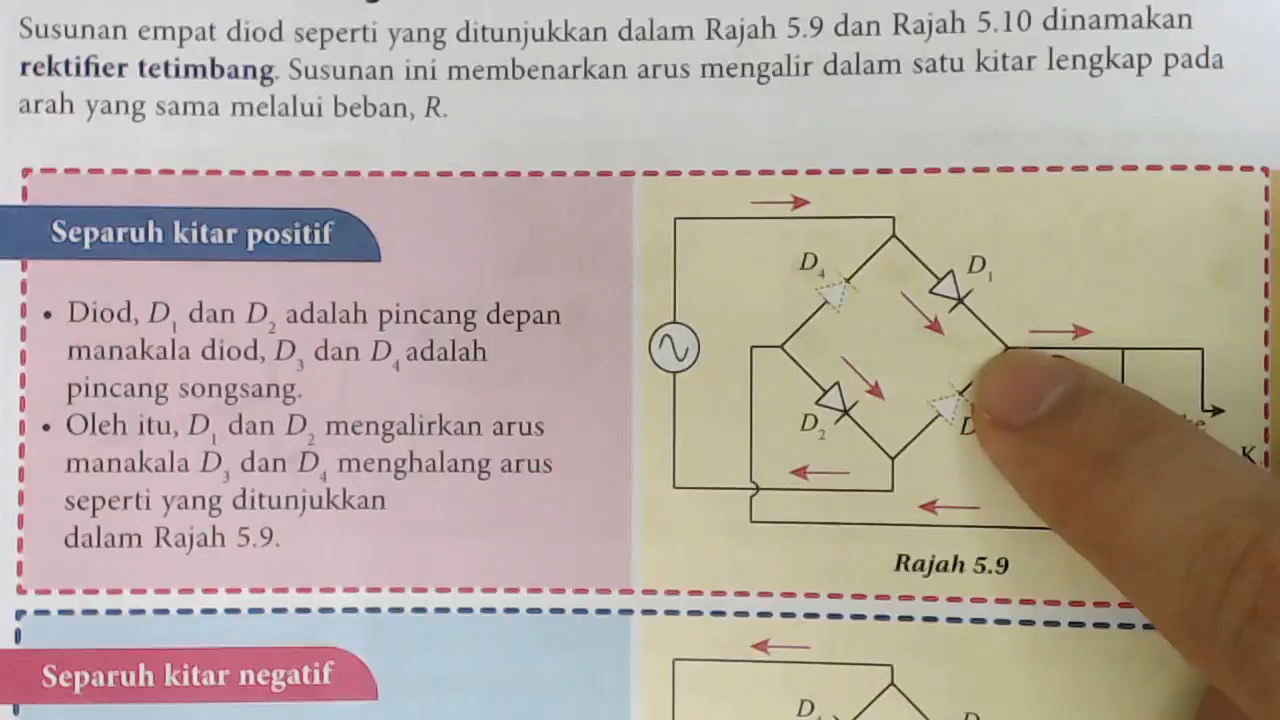 Susunan empat diod seperti yang ditunjukkan dalam Rajah 5.9 dan Rajah 5.10 dinamakan
rektifier tetimbang. Susunan ini membenarkan arus mengalir dalam satu kitar lengkap pada
arah yang sama melalui beban, R.
Separuh kitar positif
• Diod, D₁ dan D₂ adalah pincang depan
manakala diod, D₃ dan D₄ adalah
pincang songsang.
• Oleh itu, D₁ dan D₂ mengalirkan arus
manakala D₃ dan D₄ menghalang arus
seperti yang ditunjukkan
dalam Rajah 5.9.
D₄
D₁
D₂
D
K
Rajah 5.9
Separuh kitar negatif
D₄
D